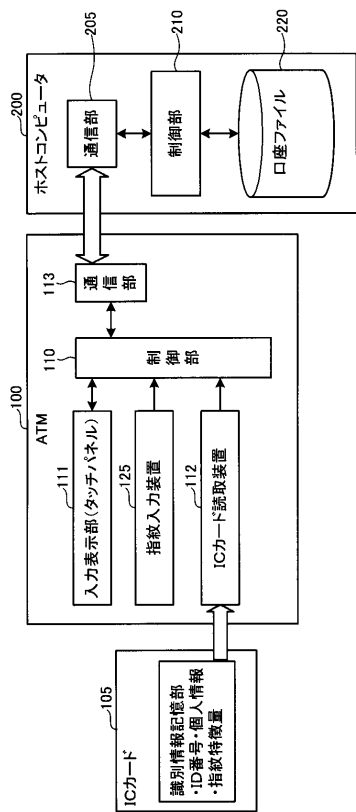 ICカード
105
識別情報記憶部
・ID番号・個人情報
・指紋特徴量
100
ATM
111
入力表示部(タッチパネル)
125
指紋入力装置
112
ICカード読取装置
110
制御部
113
通信部
200
ホストコンピュータ
205
通信部
210
制御部
220
口座ファイル